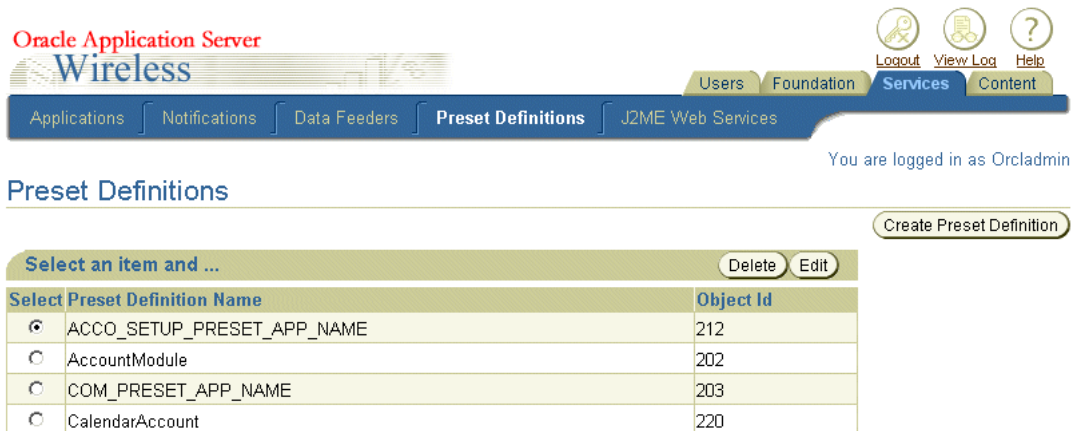 Oracle Application Server
Wireless
Logout View Log Help
Users Foundation Services Content
Applications Notifications Data Feeders Preset Definitions J2ME Web Services
You are logged in as Orcladmin
Preset Definitions
Create Preset Definition
Select an item and ... Delete Edit
Select Preset Definition Name Object Id
ACCO_SETUP_PRESET_APP_NAME 212
AccountModule 202
COM_PRESET_APP_NAME 203
CalendarAccount 220